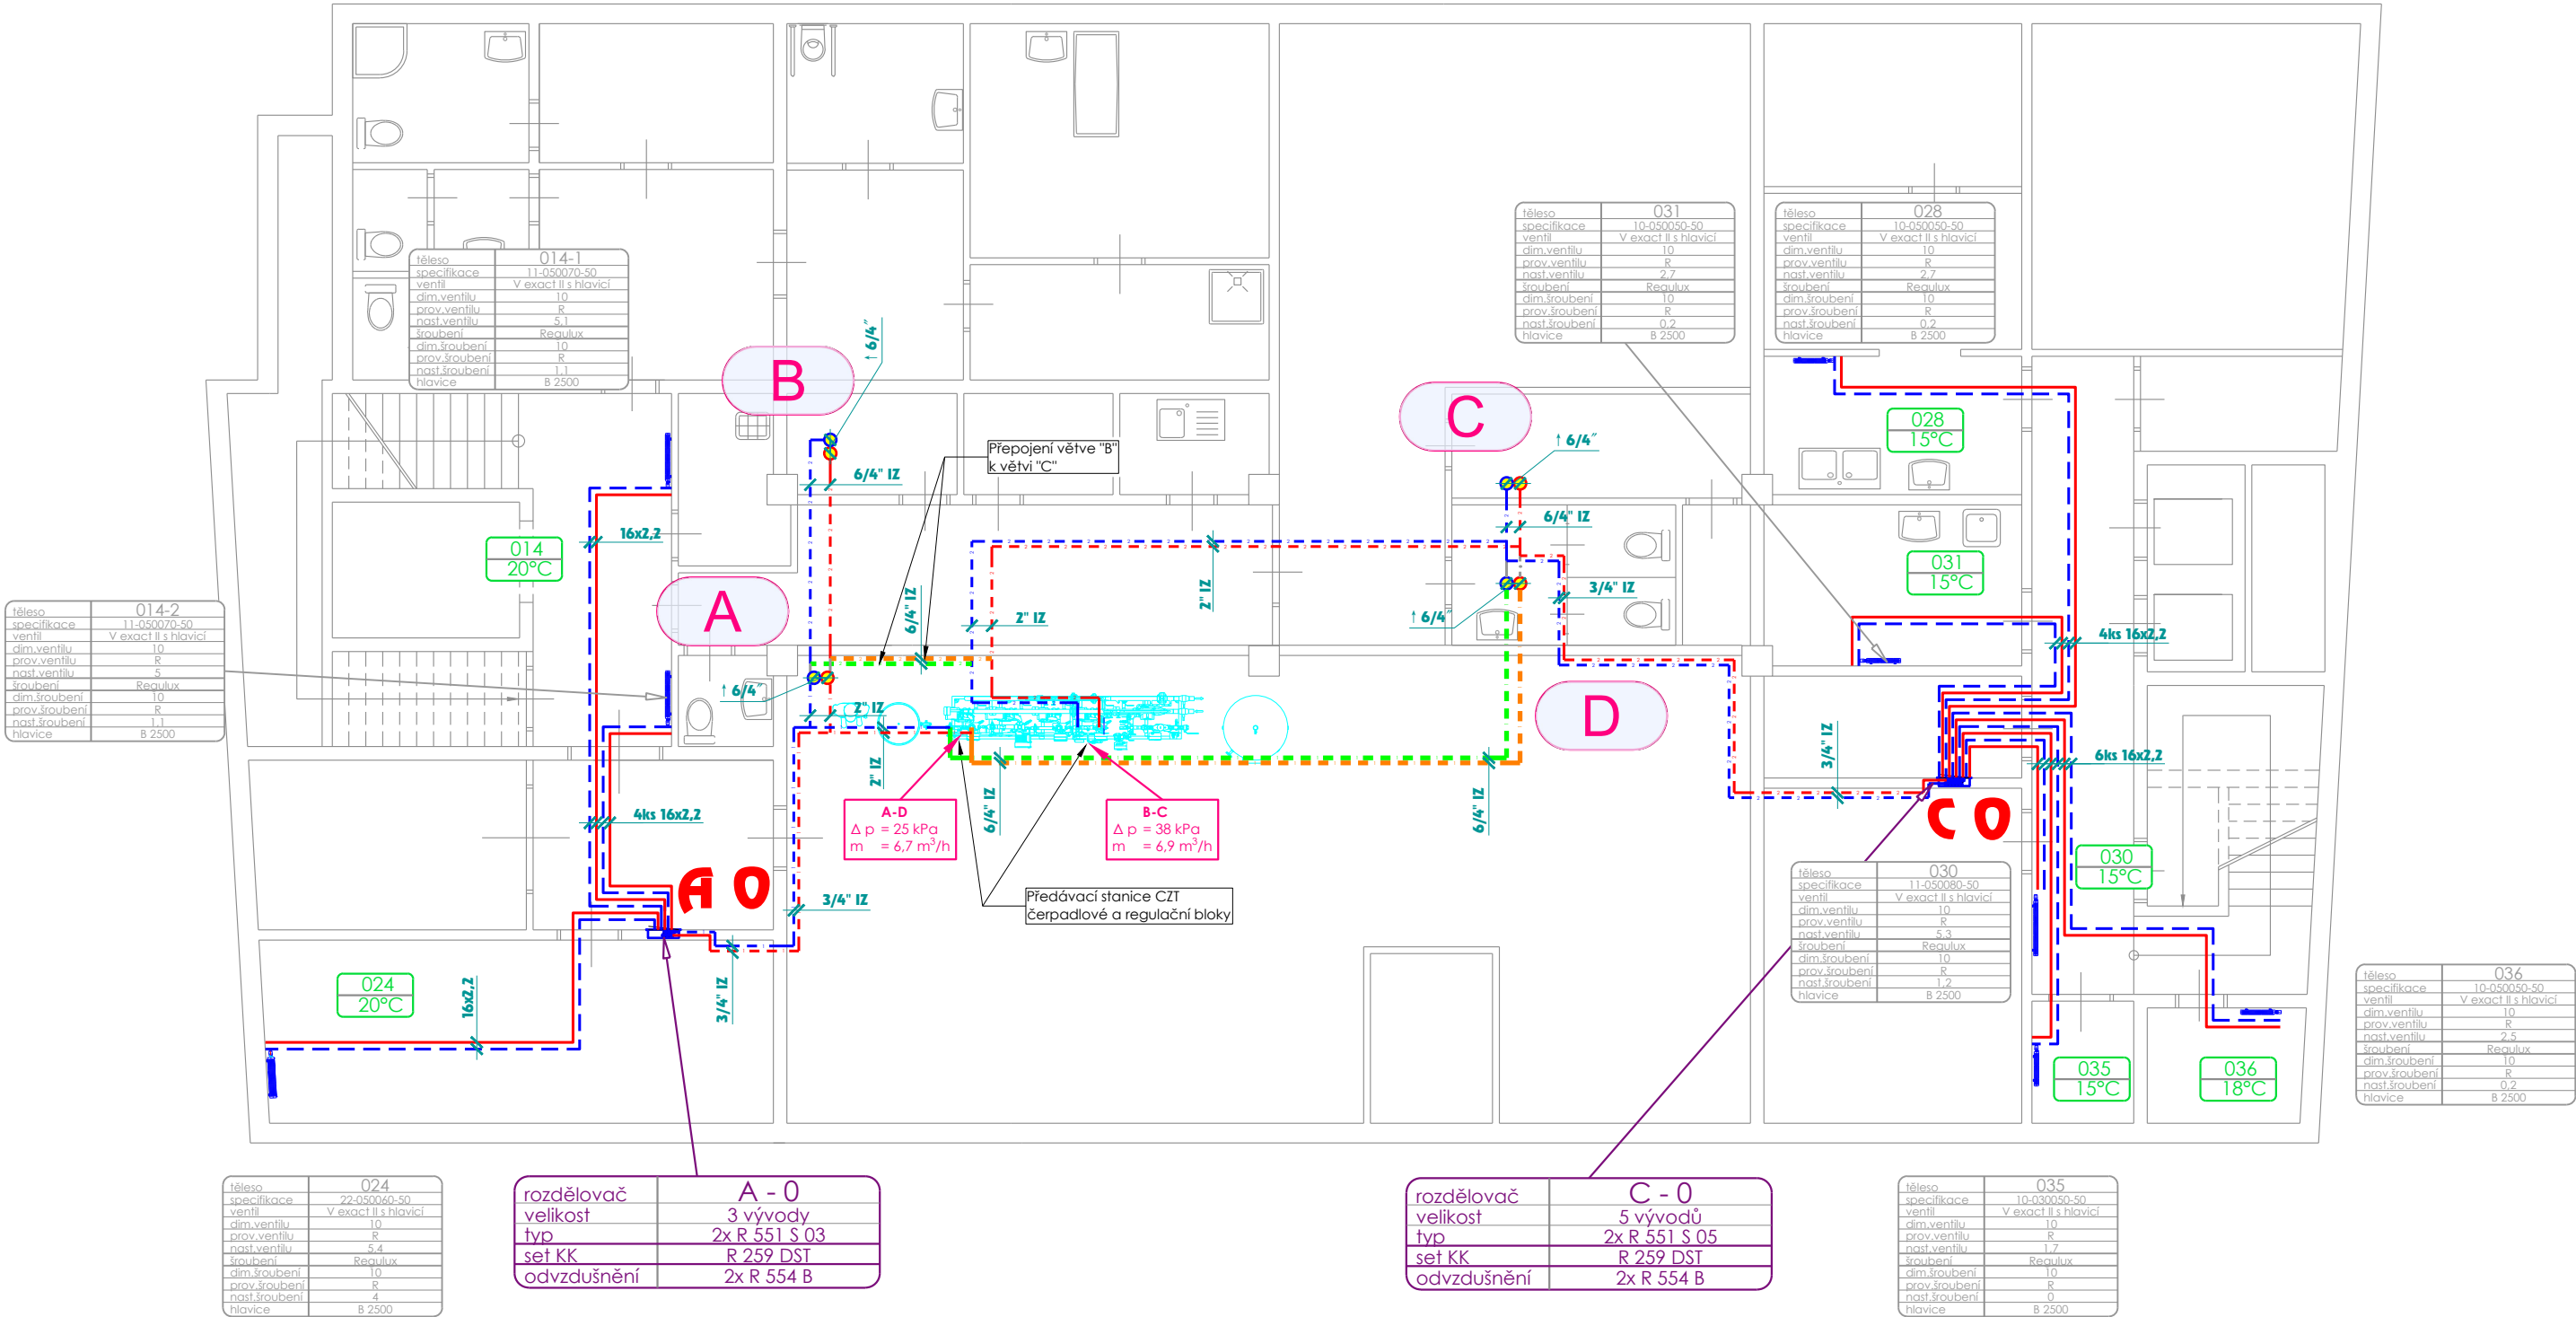 těleso 031
specifikace 10-050050-50
ventil V exact II s hlavicí
dim.ventilu 10
prov.ventilu R
nast.ventilu 2,7
šroubení Regulux
dim.šroubení 10
prov.šroubení R
nast.šroubení 0,2
hlavice B 2500
těleso 028
specifikace 10-050050-50
ventil V exact II s hlavicí
dim.ventilu 10
prov.ventilu R
nast.ventilu 2,7
šroubení Regulux
dim.šroubení 10
prov.šroubení R
nast.šroubení 0,2
hlavice B 2500
těleso 014-1
specifikace 11-050070-50
ventil V exact II s hlavicí
dim.ventilu 10
prov.ventilu R
nast.ventilu 5,1
šroubení Regulux
dim.šroubení 10
prov.šroubení R
nast.šroubení 1,1
hlavice B 2500
B
↑ 6/4"
C
↑ 6/4"
028
15°C
Přepojení větve "B"
k větvi "C"
6/4" IZ
6/4" IZ
16x2,2
014
20°C
031
15°C
2" IZ
3/4" IZ
A
6/4" IZ
2" IZ
↑ 6/4"
4ks 16x2,2
těleso 014-2
specifikace 11-050070-50
ventil V exact II s hlavicí
dim.ventilu 10
prov.ventilu R
nast.ventilu 5
šroubení Regulux
dim.šroubení 10
prov.šroubení R
nast.šroubení 1,1
hlavice B 2500
↑ 6/4"
2" IZ
D
2" IZ
3/4" IZ
6ks 16x2,2
6/4" IZ
6/4" IZ
A-D
Δ p = 25 kPa
m = 6,7 m³/h
B-C
Δ p = 38 kPa
m = 6,9 m³/h
4ks 16x2,2
C O
A O
030
15°C
3/4" IZ
Předávací stanice CZT
čerpadlové a regulační bloky
těleso 030
specifikace 11-050080-50
ventil V exact II s hlavicí
dim.ventilu 10
prov.ventilu R
nast.ventilu 5,3
šroubení Regulux
dim.šroubení 10
prov.šroubení R
nast.šroubení 1,2
hlavice B 2500
024
20°C
16x2,2
3/4" IZ
těleso 036
specifikace 10-050050-50
ventil V exact II s hlavicí
dim.ventilu 10
prov.ventilu R
nast.ventilu 2,5
šroubení Regulux
dim.šroubení 10
prov.šroubení R
nast.šroubení 0,2
hlavice B 2500
035
15°C
036
18°C
těleso 024
specifikace 22-050060-50
ventil V exact II s hlavicí
dim.ventilu 10
prov.ventilu R
nast.ventilu 5,4
šroubení Regulux
dim.šroubení 10
prov.šroubení R
nast.šroubení 4
hlavice B 2500
rozdělovač A - 0
velikost 3 vývody
typ 2x R 551 S 03
set KK R 259 DST
odvzdušnění 2x R 554 B
rozdělovač C - 0
velikost 5 vývodů
typ 2x R 551 S 05
set KK R 259 DST
odvzdušnění 2x R 554 B
těleso 035
specifikace 10-030050-50
ventil V exact II s hlavicí
dim.ventilu 10
prov.ventilu R
nast.ventilu 1,7
šroubení Regulux
dim.šroubení 10
prov.šroubení R
nast.šroubení 0
hlavice B 2500